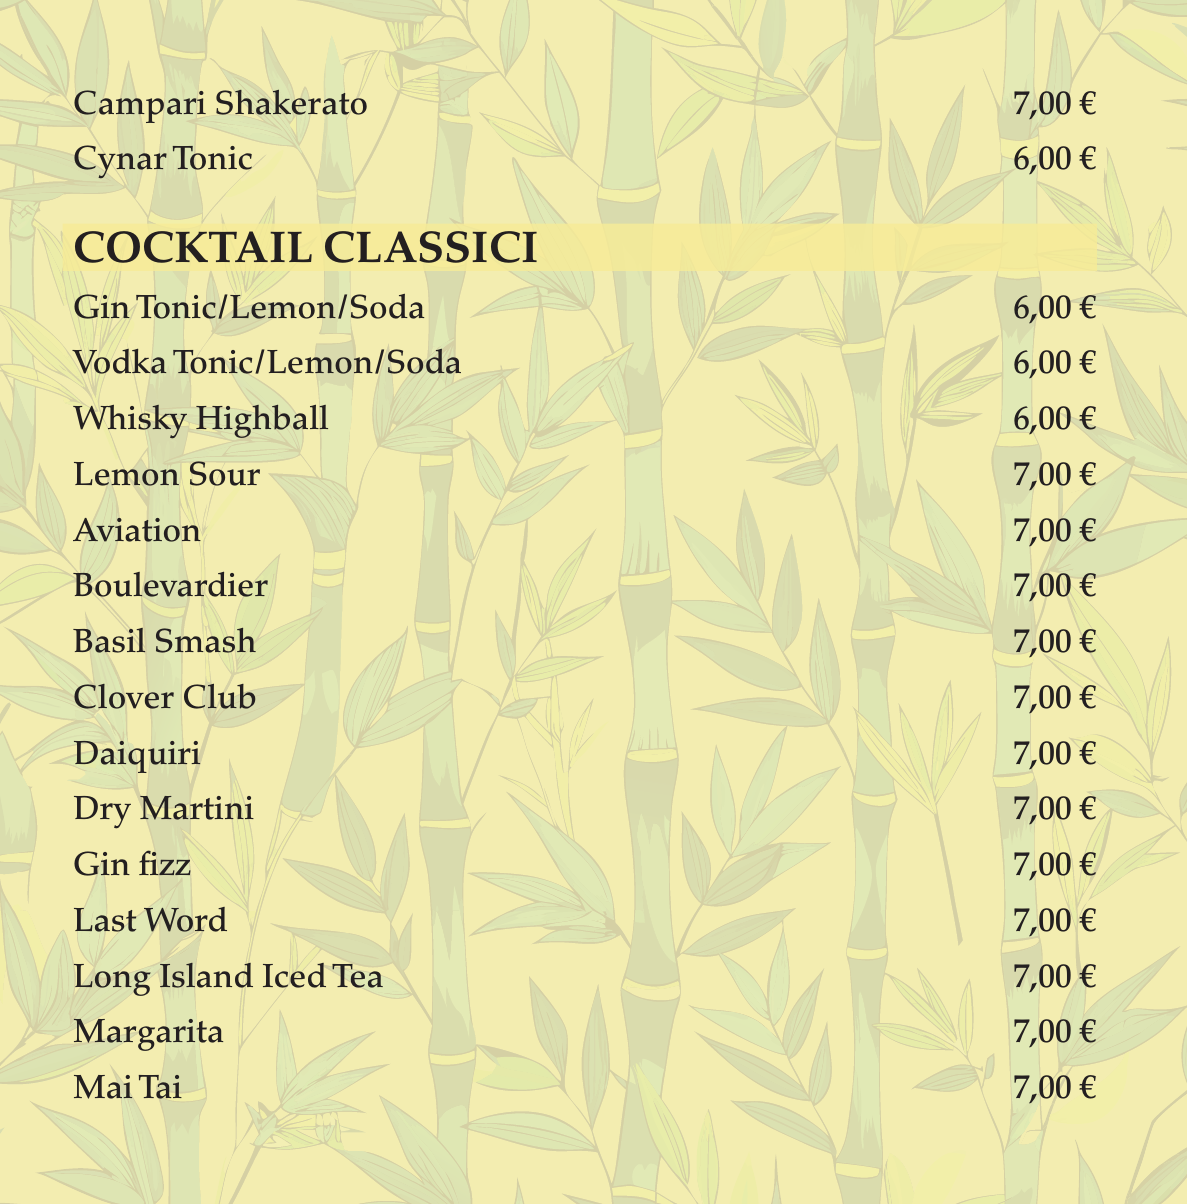 Campari Shakerato 7,00 €
Cynar Tonic 6,00 €
COCKTAIL CLASSICI
Gin Tonic/Lemon/Soda 6,00 €
Vodka Tonic/Lemon/Soda 6,00 €
Whisky Highball 6,00 €
Lemon Sour 7,00 €
Aviation 7,00 €
Boulevardier 7,00 €
Basil Smash 7,00 €
Clover Club 7,00 €
Daiquiri 7,00 €
Dry Martini 7,00 €
Gin fizz 7,00 €
Last Word 7,00 €
Long Island Iced Tea 7,00 €
Margarita 7,00 €
Mai Tai 7,00 €